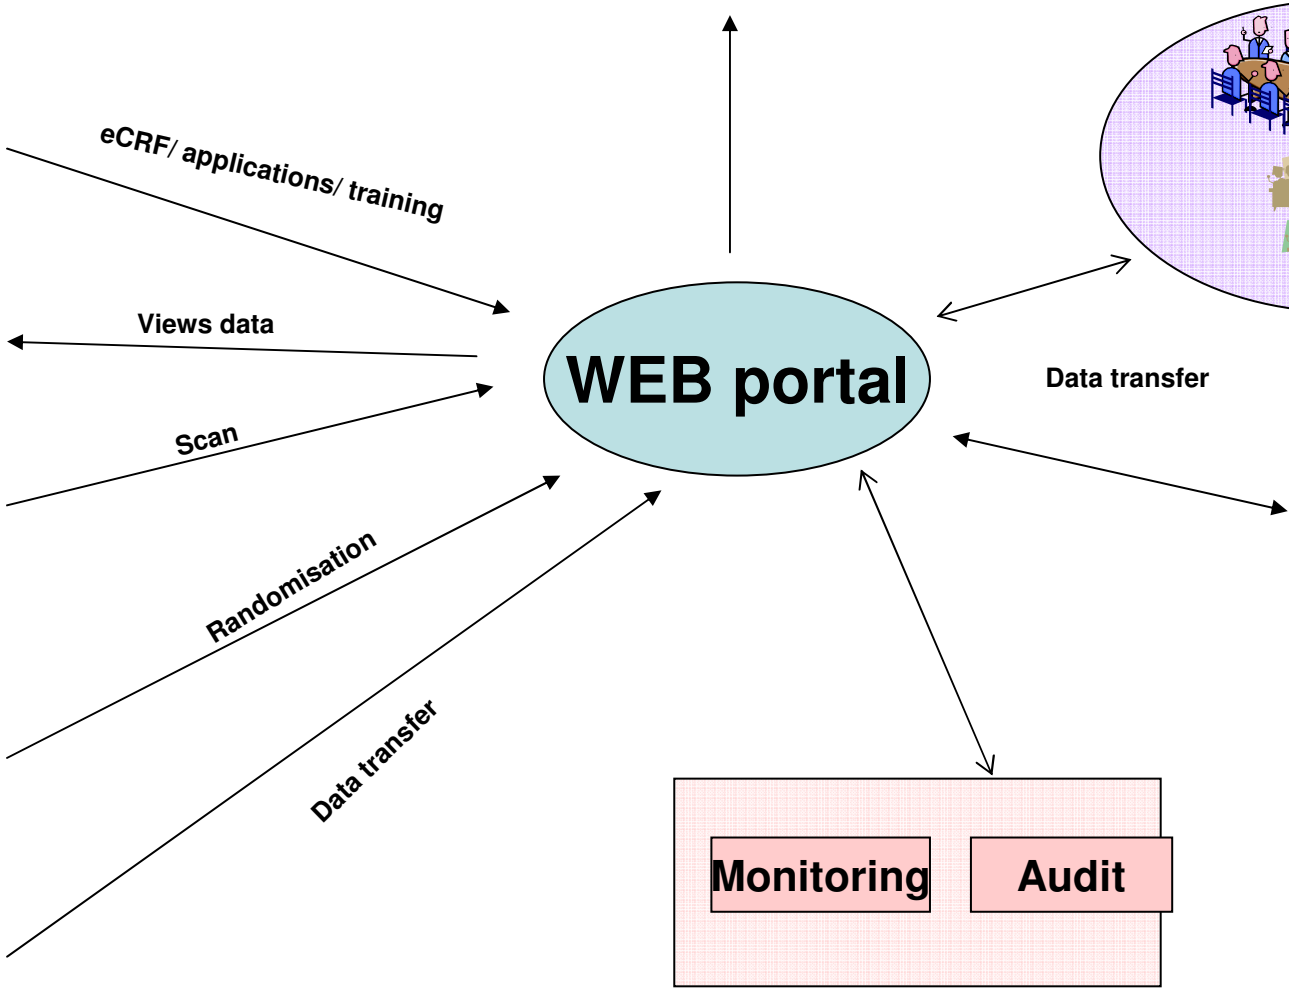 eCRF/ applications/ training
Views data
WEB portal
Data transfer
Scan
Randomisation
Data transfer
Monitoring
Audit